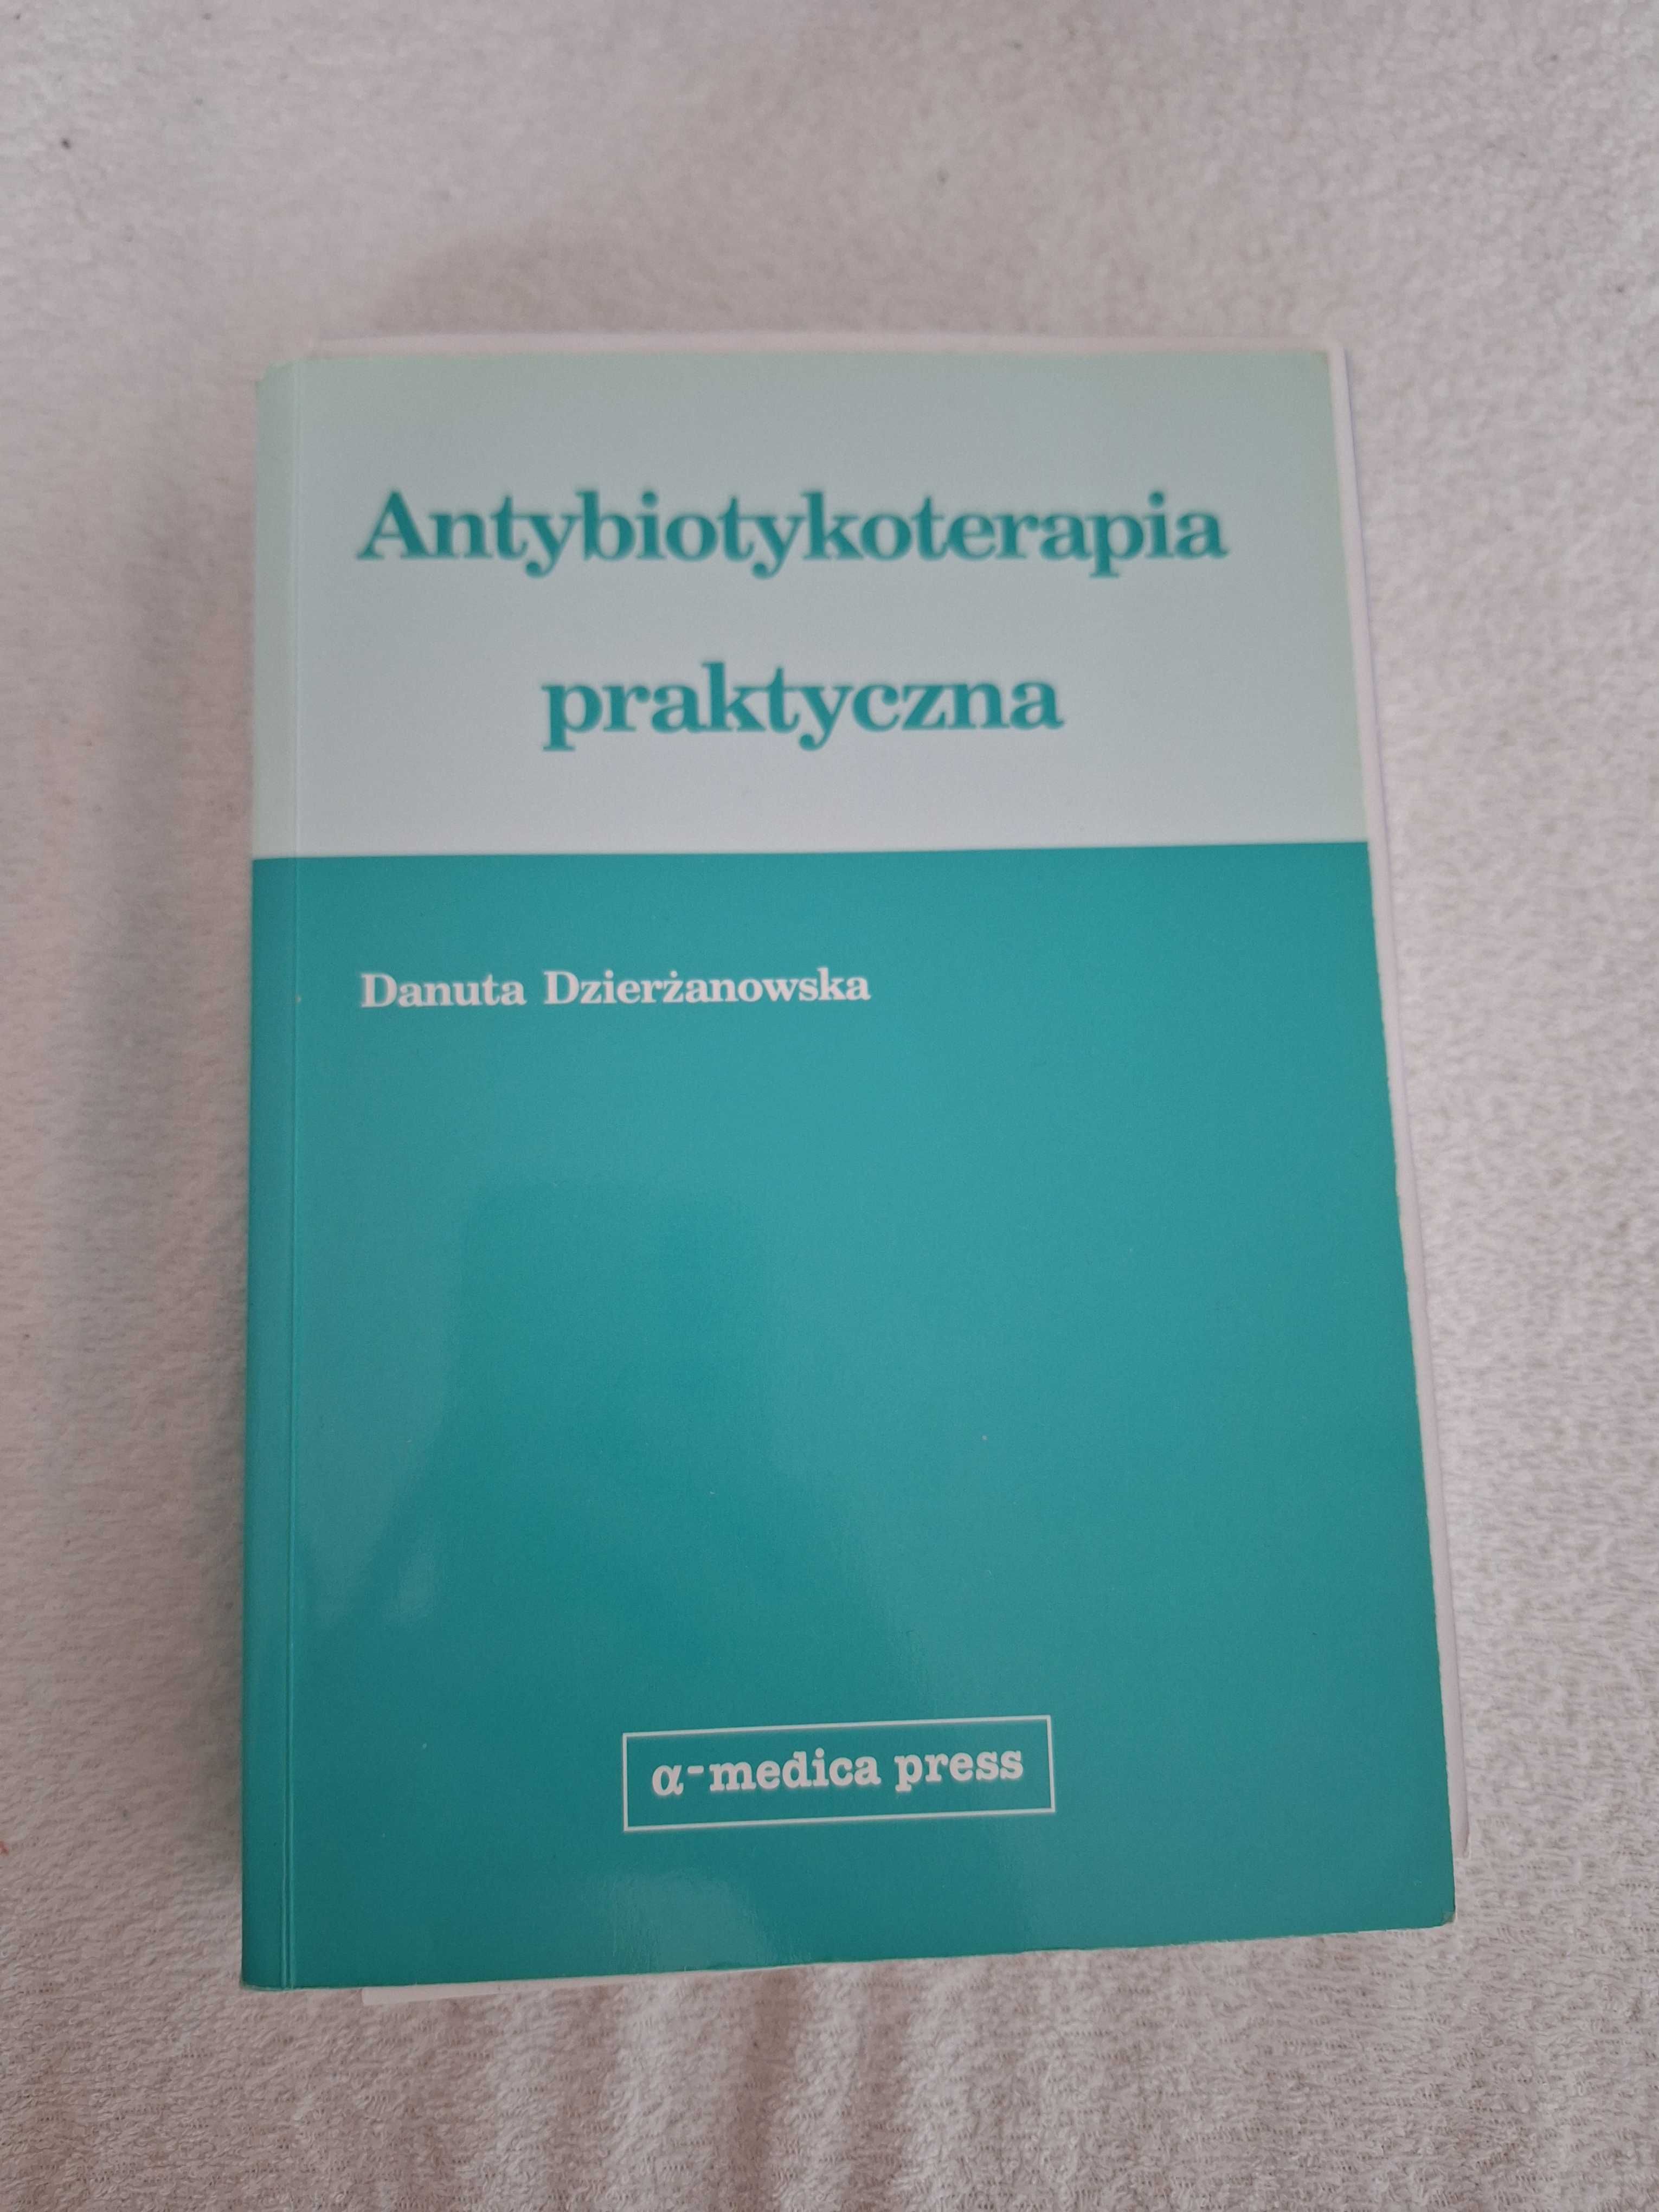 Antybiotykoterapia
praktyczna
Danuta Dzierżanowska
α-medica press